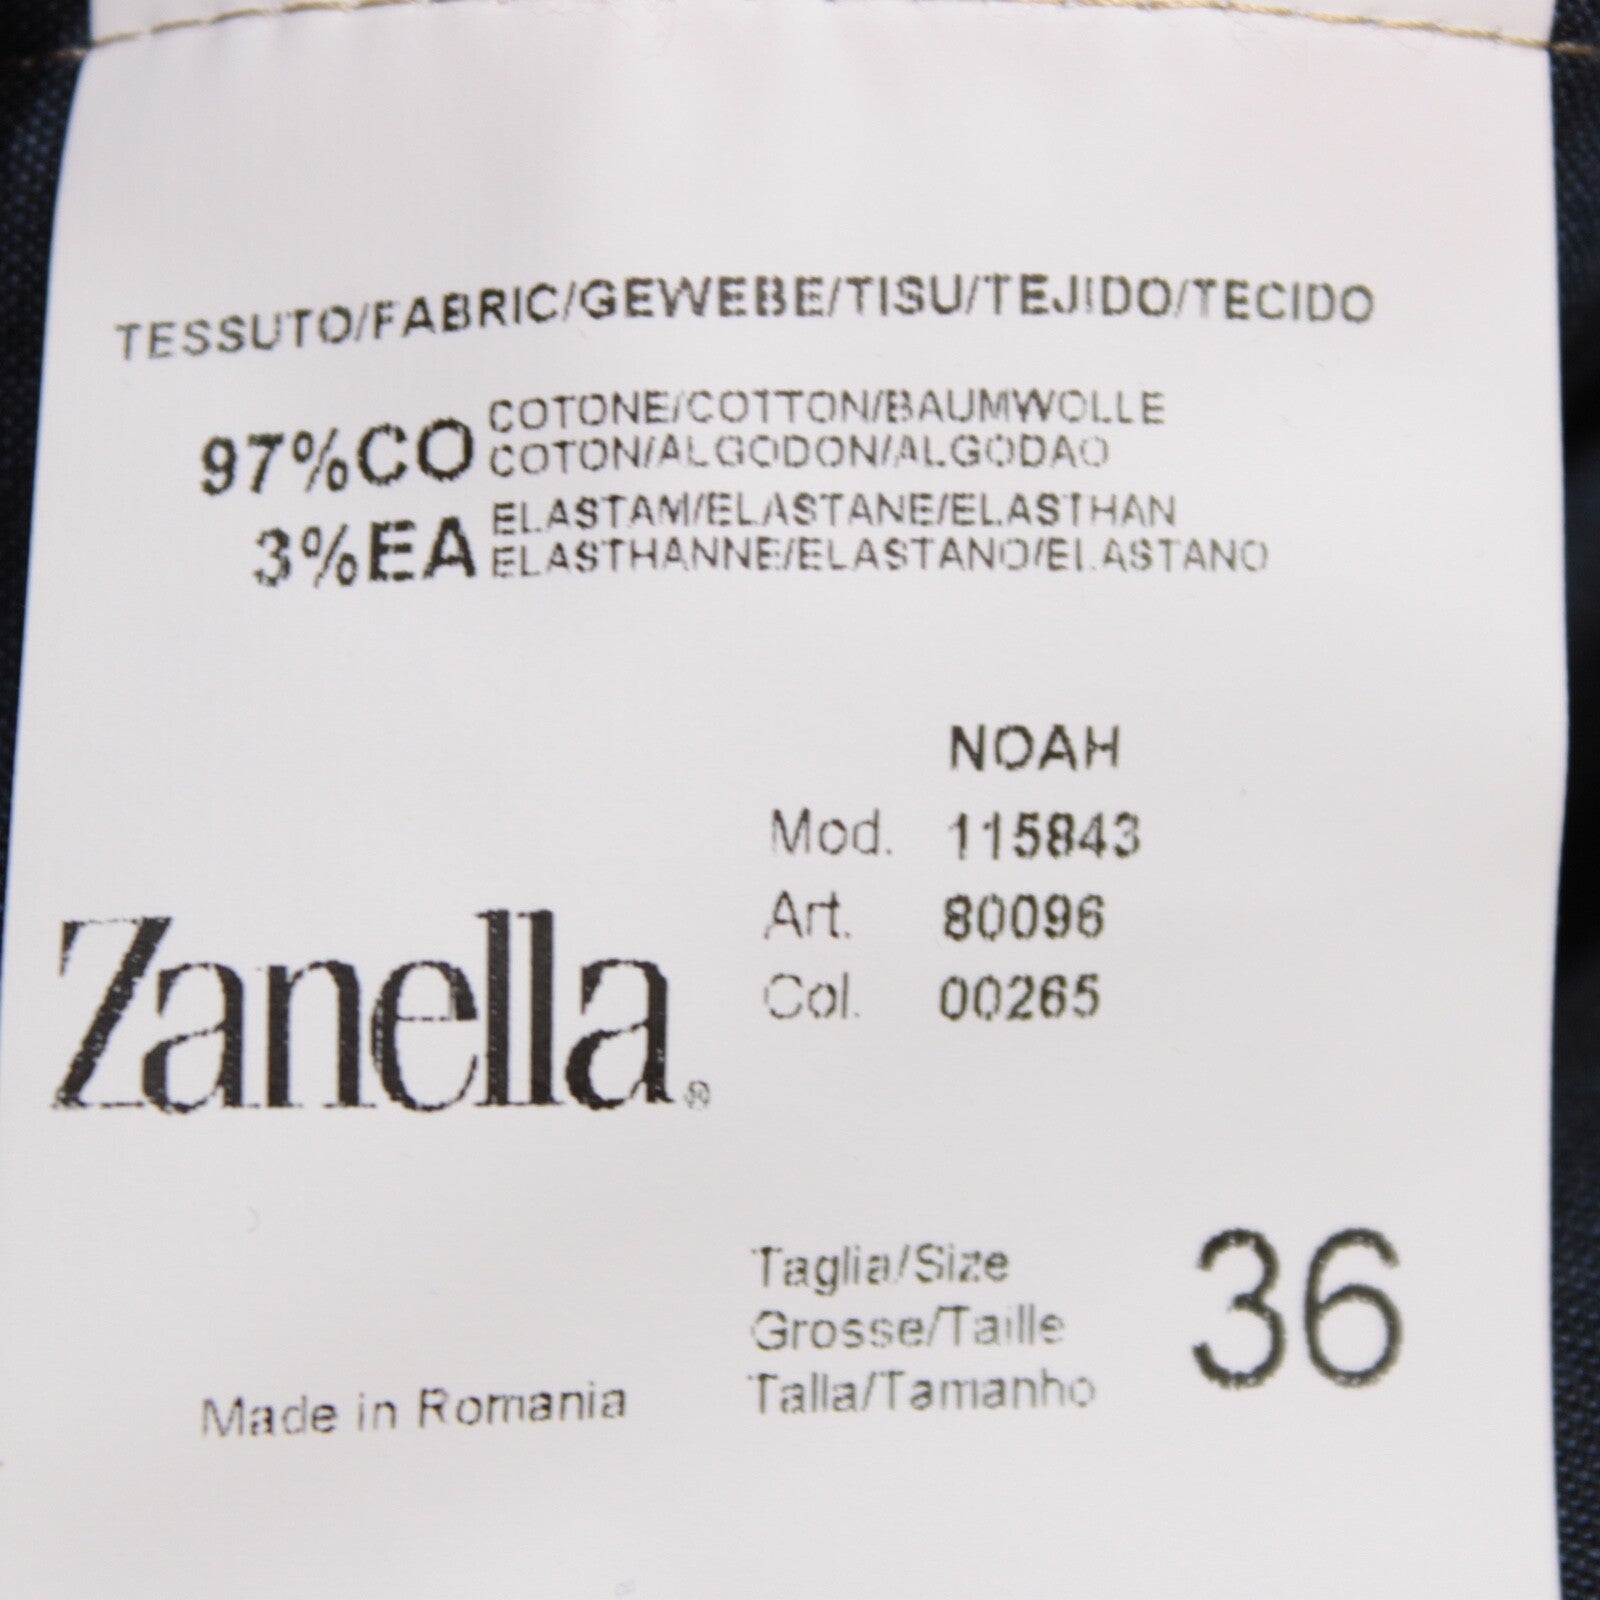 TESSUTO/FABRIC/GEWEBE/TISU/TEJIDO/TECIDO
97%CO COTONE/COTTON/BAUMWOLLE
COTON/ALGODON/ALGODAO
3%EA ELASTAM/ELASTANE/ELASTHAN
ELASTHANNE/ELASTANO/ELASTANO
NOAH
Mod. 115843
Art. 80096
Col. 00265
Zanella®
Taglia/Size
Grosse/Taille
Talla/Tamanho
36
Made in Romania